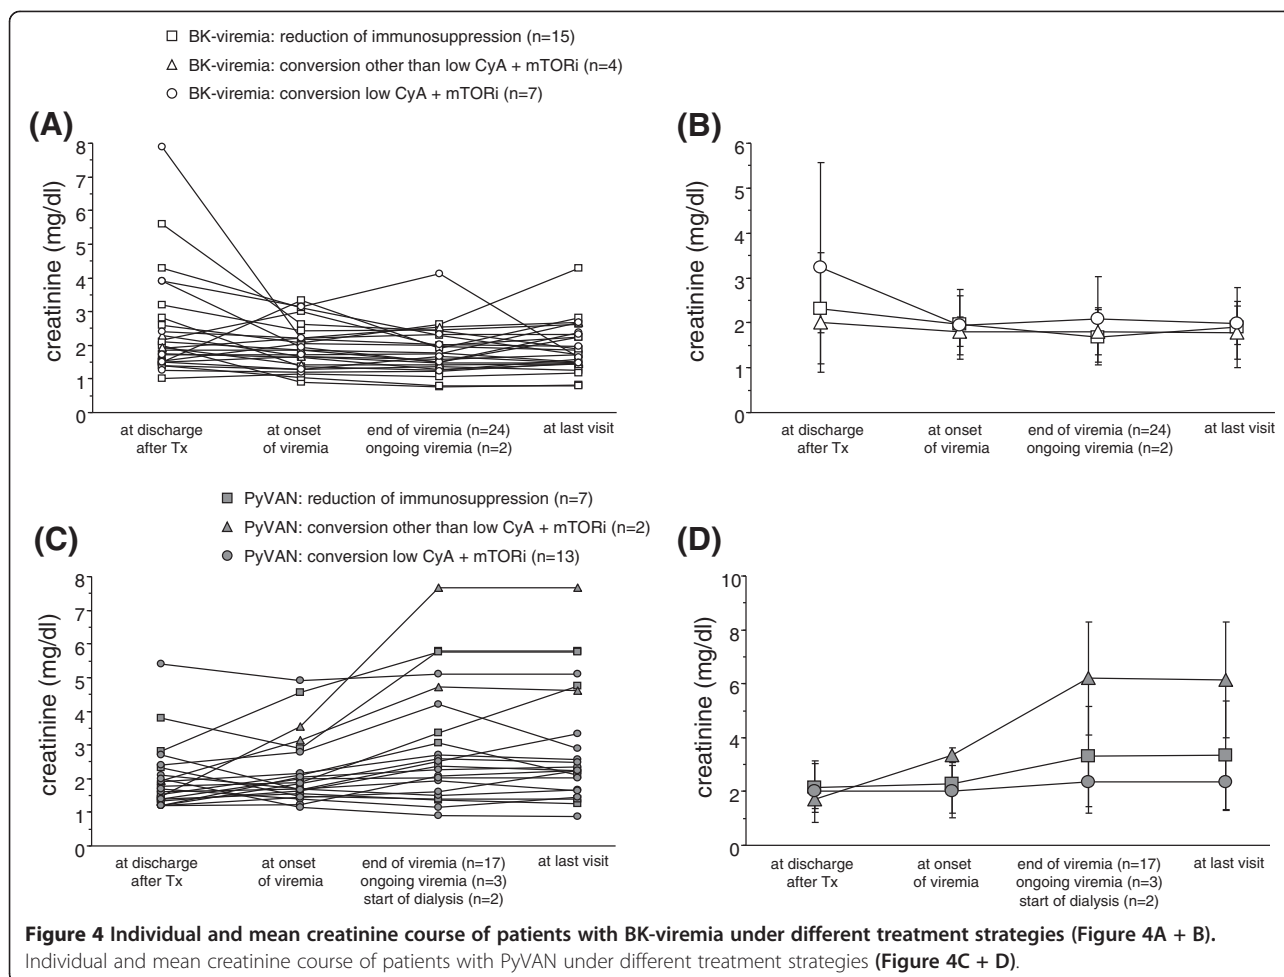 BK-viremia: reduction of immunosuppression (n=15)
BK-viremia: conversion other than low CyA + mTORi (n=4)
BK-viremia: conversion low CyA + mTORi (n=7)
(A)
creatinine (mg/dl)
8
7
6
5
4
3
2
1
0
at discharge
after Tx
at onset
of viremia
end of viremia (n=24)
ongoing viremia (n=2)
at last visit
(B)
creatinine (mg/dl)
6
5
4
3
2
1
0
at discharge
after Tx
at onset
of viremia
end of viremia (n=24)
ongoing viremia (n=2)
at last visit
PyVAN: reduction of immunosuppression (n=7)
PyVAN: conversion other than low CyA + mTORi (n=2)
PyVAN: conversion low CyA + mTORi (n=13)
(C)
creatinine (mg/dl)
8
7
6
5
4
3
2
1
0
at discharge
after Tx
at onset
of viremia
end of viremia (n=17)
ongoing viremia (n=3)
start of dialysis (n=2)
at last visit
(D)
creatinine (mg/dl)
10
8
6
4
2
0
at discharge
after Tx
at onset
of viremia
end of viremia (n=17)
ongoing viremia (n=3)
start of dialysis (n=2)
at last visit
Figure 4 Individual and mean creatinine course of patients with BK-viremia under different treatment strategies (Figure 4A + B).
Individual and mean creatinine course of patients with PyVAN under different treatment strategies (Figure 4C + D).